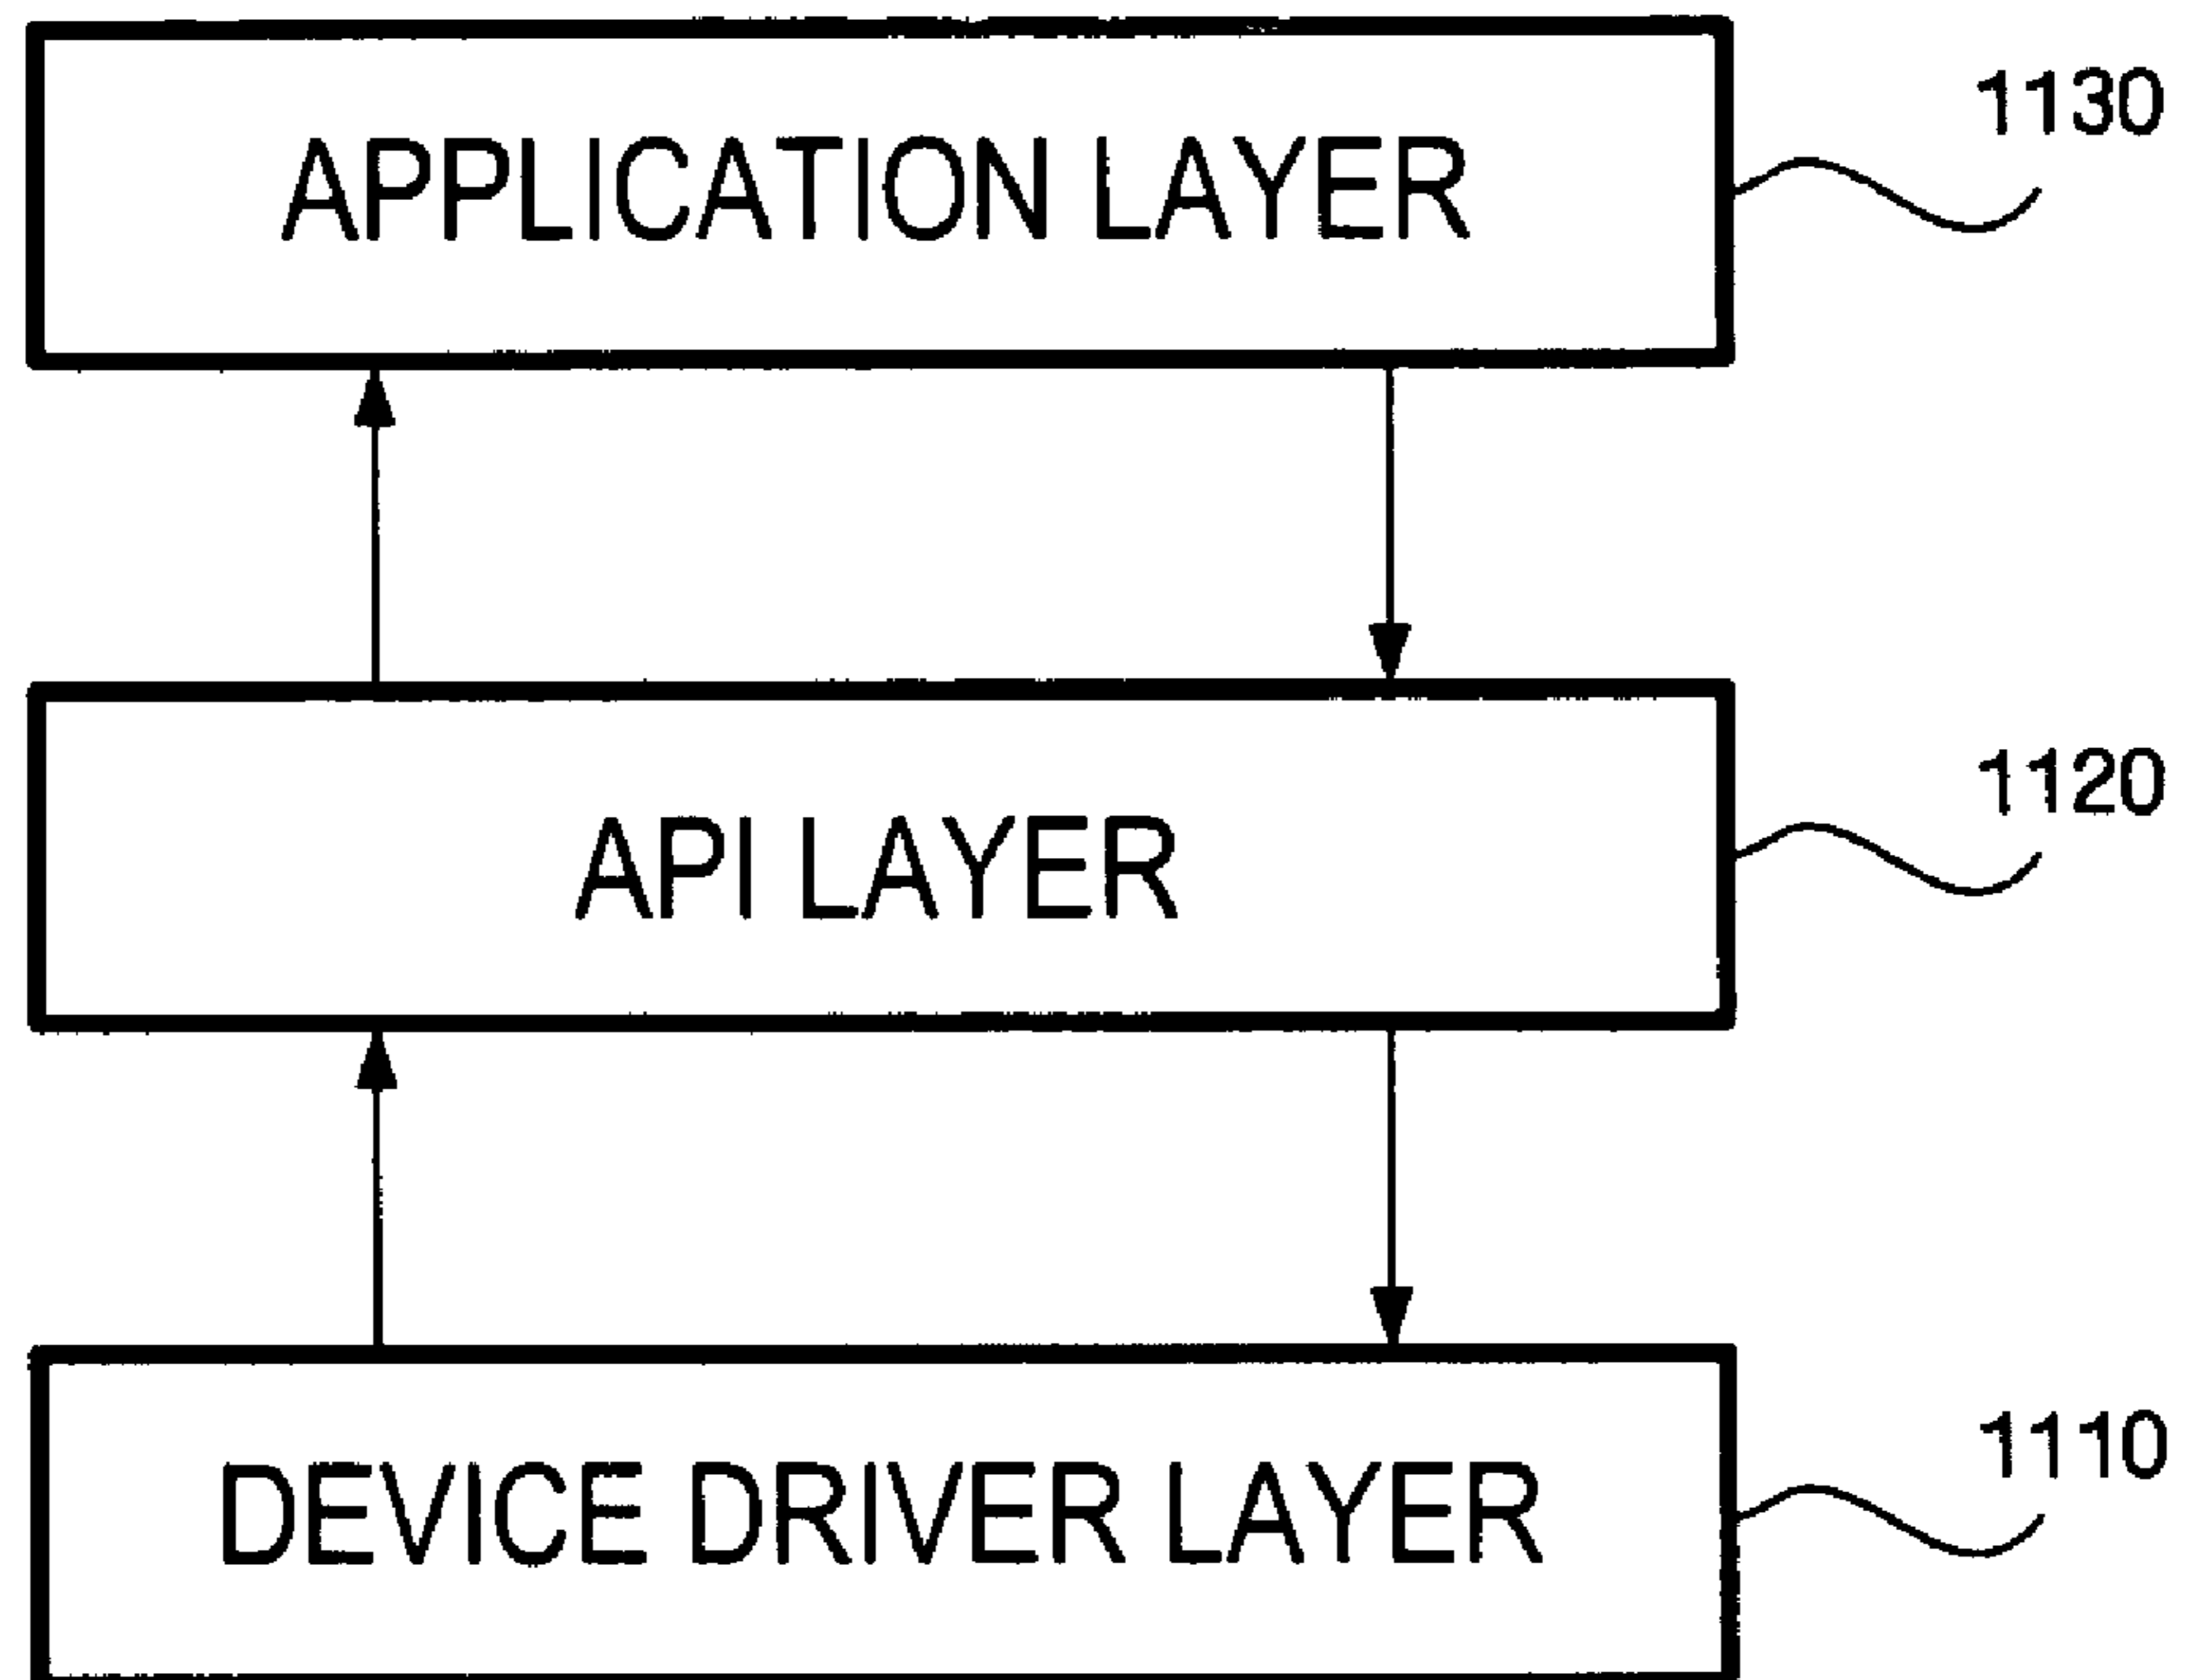 1130
APPLICATION LAYER
1120
API LAYER
1110
DEVICE DRIVER LAYER